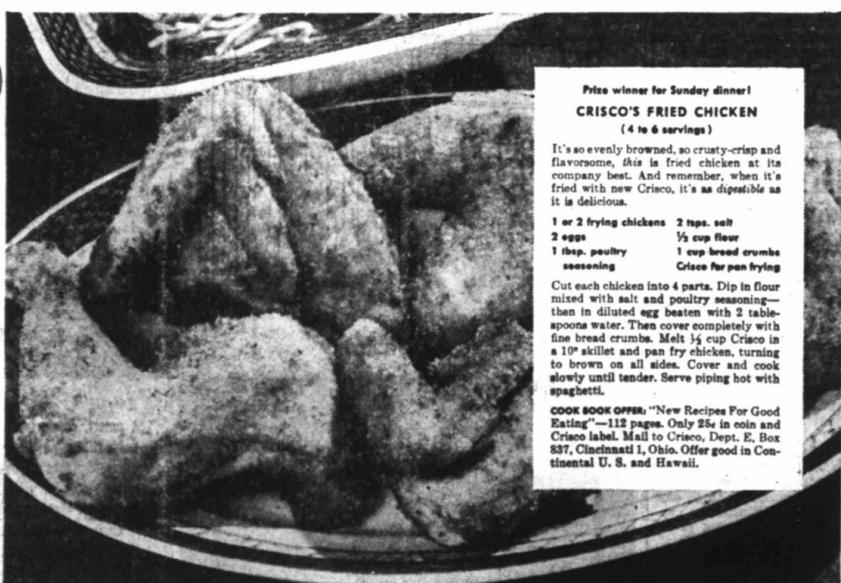 Prize winner for Sunday dinner!
CRISCO'S FRIED CHICKEN
(4 to 6 servings)
It's so evenly browned, so crusty-crisp and
flavorsome, this is fried chicken at its
company best. And remember, when it's
fried with new Crisco, it's as digestible as
it is delicious.
1 or 2 frying chickens
2 eggs
1 tbsp. poultry
seasoning
2 tsps. salt
½ cup flour
1 cup bread crumbs
Crisco for pan frying
Cut each chicken into 4 parts. Dip in flour
mixed with salt and poultry seasoning—
then in diluted egg beaten with 2 table-
spoons water. Then cover completely with
fine bread crumbs. Melt ½ cup Crisco in
a 10" skillet and pan fry chicken, turning
to brown on all sides. Cover and cook
slowly until tender. Serve piping hot with
spaghetti.
COOK BOOK OFFER: "New Recipes For Good
Eating"—112 pages. Only 25¢ in coin and
Crisco label. Mail to Crisco, Dept. E, Box
837, Cincinnati 1, Ohio. Offer good in Con-
tinental U. S. and Hawaii.